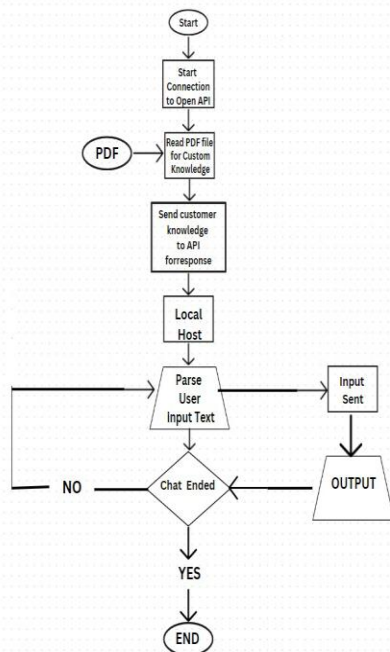 Start
Start
Connection
to Open API
PDF
Read PDF file
for Custom
Knowledge
Send customer
knowledge
to API
forresponse
Local
Host
Parse
User
Input Text
Input
Sent
OUTPUT
Chat Ended
NO
YES
END